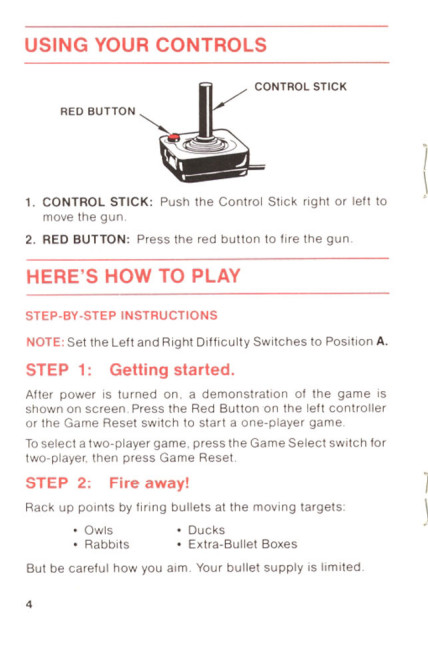 USING YOUR CONTROLS
CONTROL STICK
RED BUTTON
1. CONTROL STICK: Push the Control Stick right or left to
move the gun.
2. RED BUTTON: Press the red button to fire the gun.
HERE'S HOW TO PLAY
STEP-BY-STEP INSTRUCTIONS
NOTE: Set the Left and Right Difficulty Switches to Position A.
STEP 1: Getting started.
After power is turned on, a demonstration of the game is
shown on screen. Press the Red Button on the left controller
or the Game Reset switch to start a one-player game.
To select a two-player game, press the Game Select switch for
two-player, then press Game Reset.
STEP 2: Fire away!
Rack up points by firing bullets at the moving targets:
• Owls • Ducks
• Rabbits • Extra-Bullet Boxes
But be careful how you aim. Your bullet supply is limited.
4